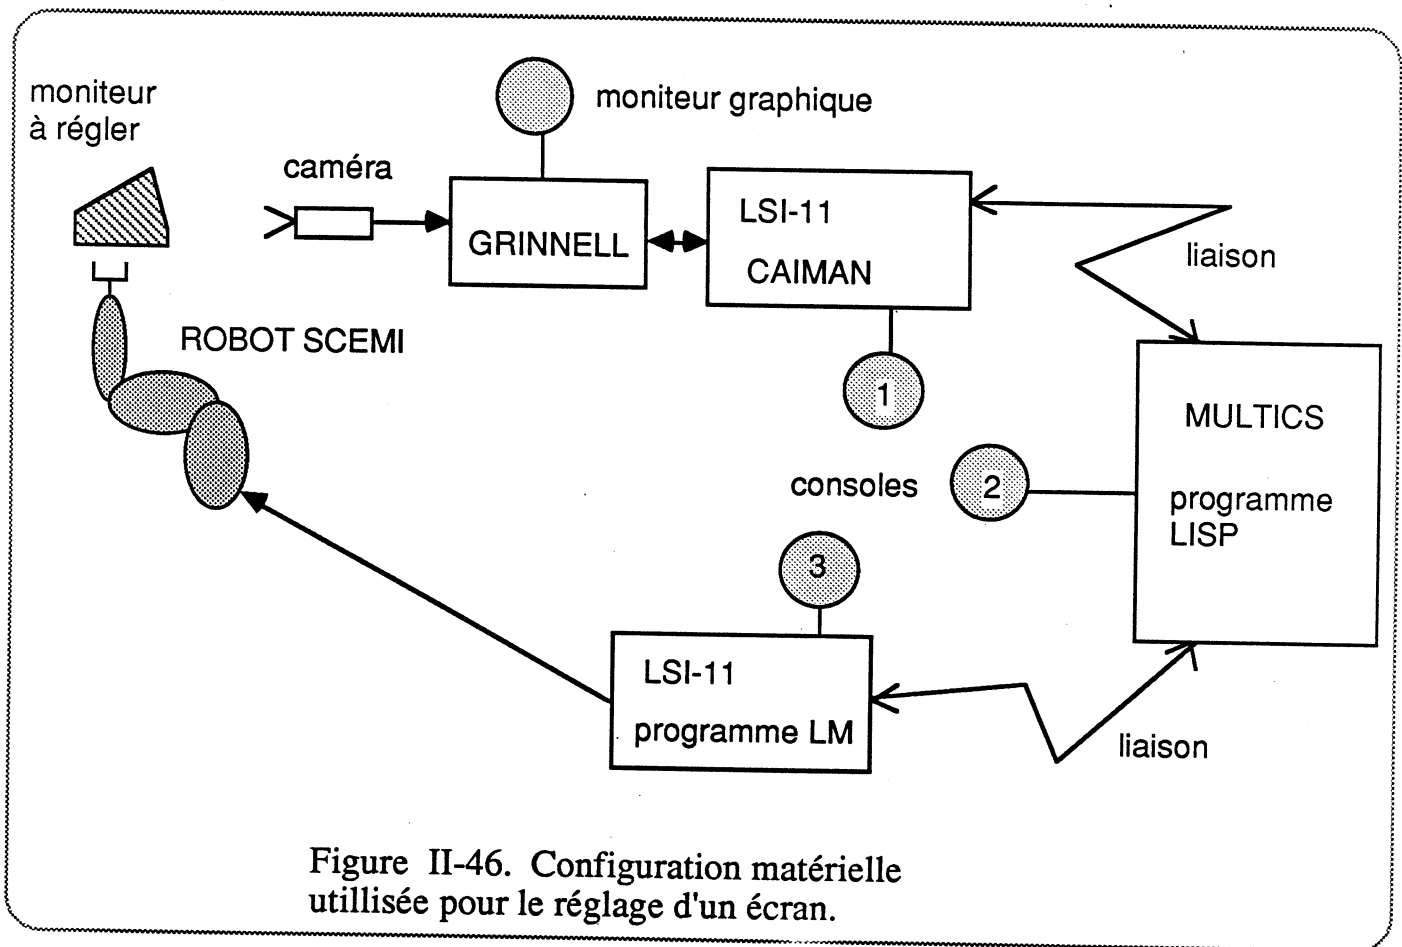 moniteur
à régler
moniteur graphique
caméra
GRINNELL
LSI-11
CAIMAN
liaison
ROBOT SCEMI
1
MULTICS
consoles
2
programme
LISP
3
LSI-11
programme LM
liaison
Figure II-46. Configuration matérielle
utillisée pour le réglage d'un écran.